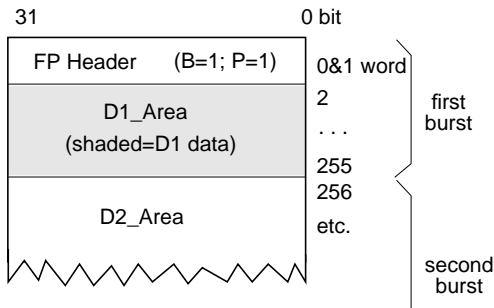 31 0 bit
FP Header (B=1; P=1) 0&1 word
D1_Area
(shaded=D1 data)
2
. . .
255
first
burst
256
D2_Area
etc.
second
burst